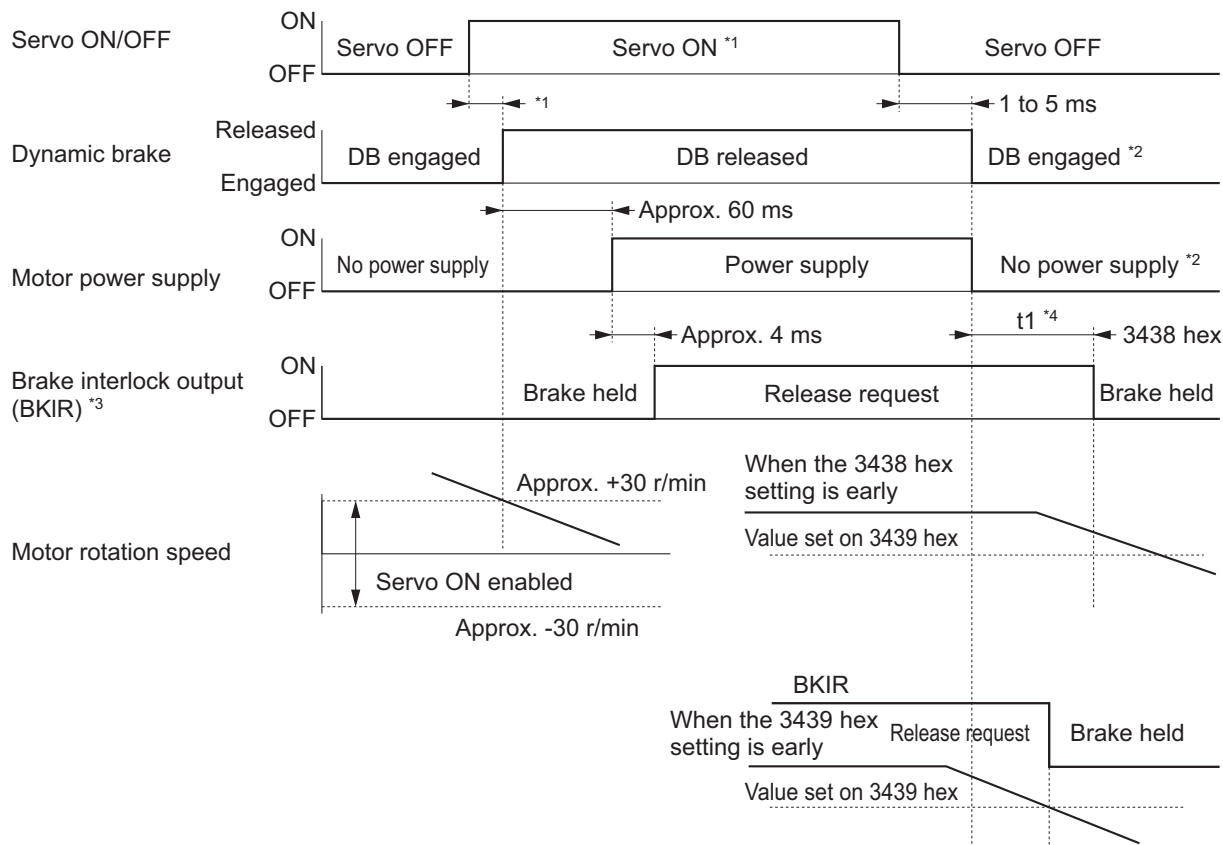 ON
Servo ON/OFF
Servo OFF
Servo ON *1
Servo OFF
OFF
*1
1 to 5 ms
Released
Dynamic brake
DB engaged
DB released
DB engaged *2
Engaged
Approx. 60 ms
ON
Motor power supply
No power supply
Power supply
No power supply *2
OFF
t1 *4
Approx. 4 ms
3438 hex
ON
Brake interlock output
(BKIR) *3
Brake held
Release request
Brake held
OFF
When the 3438 hex
setting is early
Approx. +30 r/min
Value set on 3439 hex
Motor rotation speed
Servo ON enabled
Approx. -30 r/min
BKIR
When the 3439 hex
setting is early
Release request
Brake held
Value set on 3439 hex